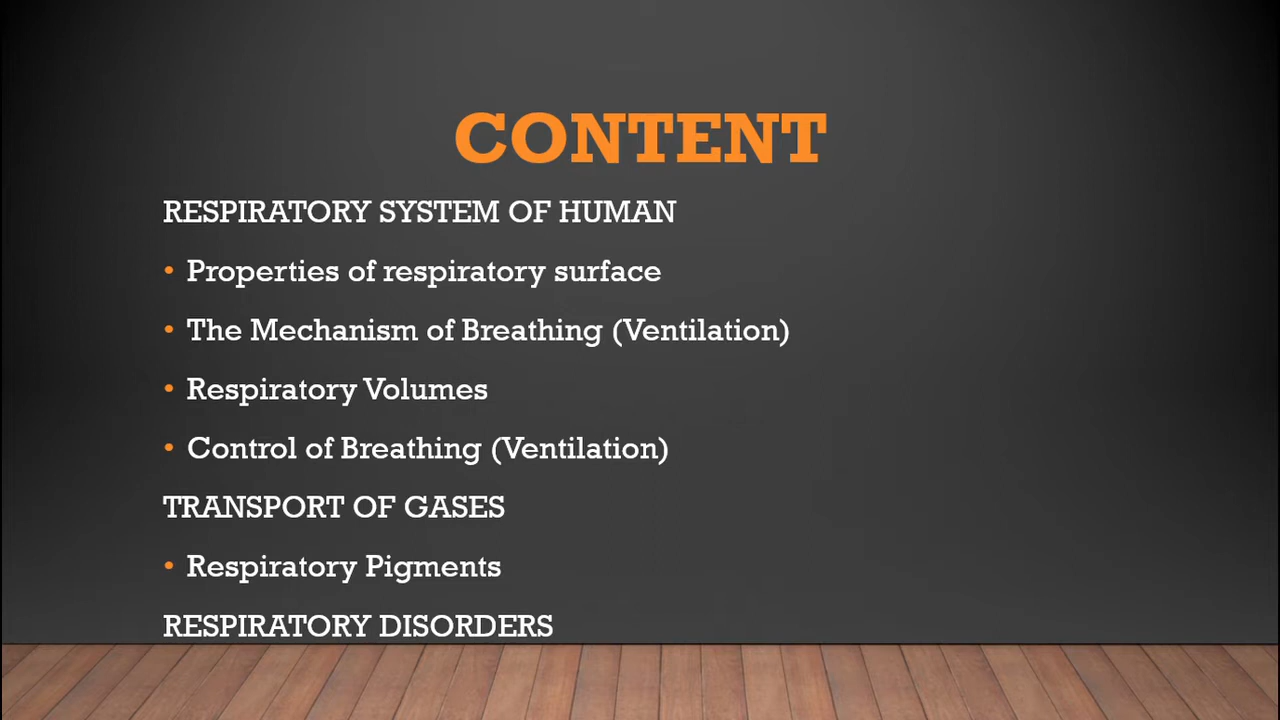 CONTENT
RESPIRATORY SYSTEM OF HUMAN
• Properties of respiratory surface
• The Mechanism of Breathing (Ventilation)
• Respiratory Volumes
• Control of Breathing (Ventilation)
TRANSPORT OF GASES
• Respiratory Pigments
RESPIRATORY DISORDERS